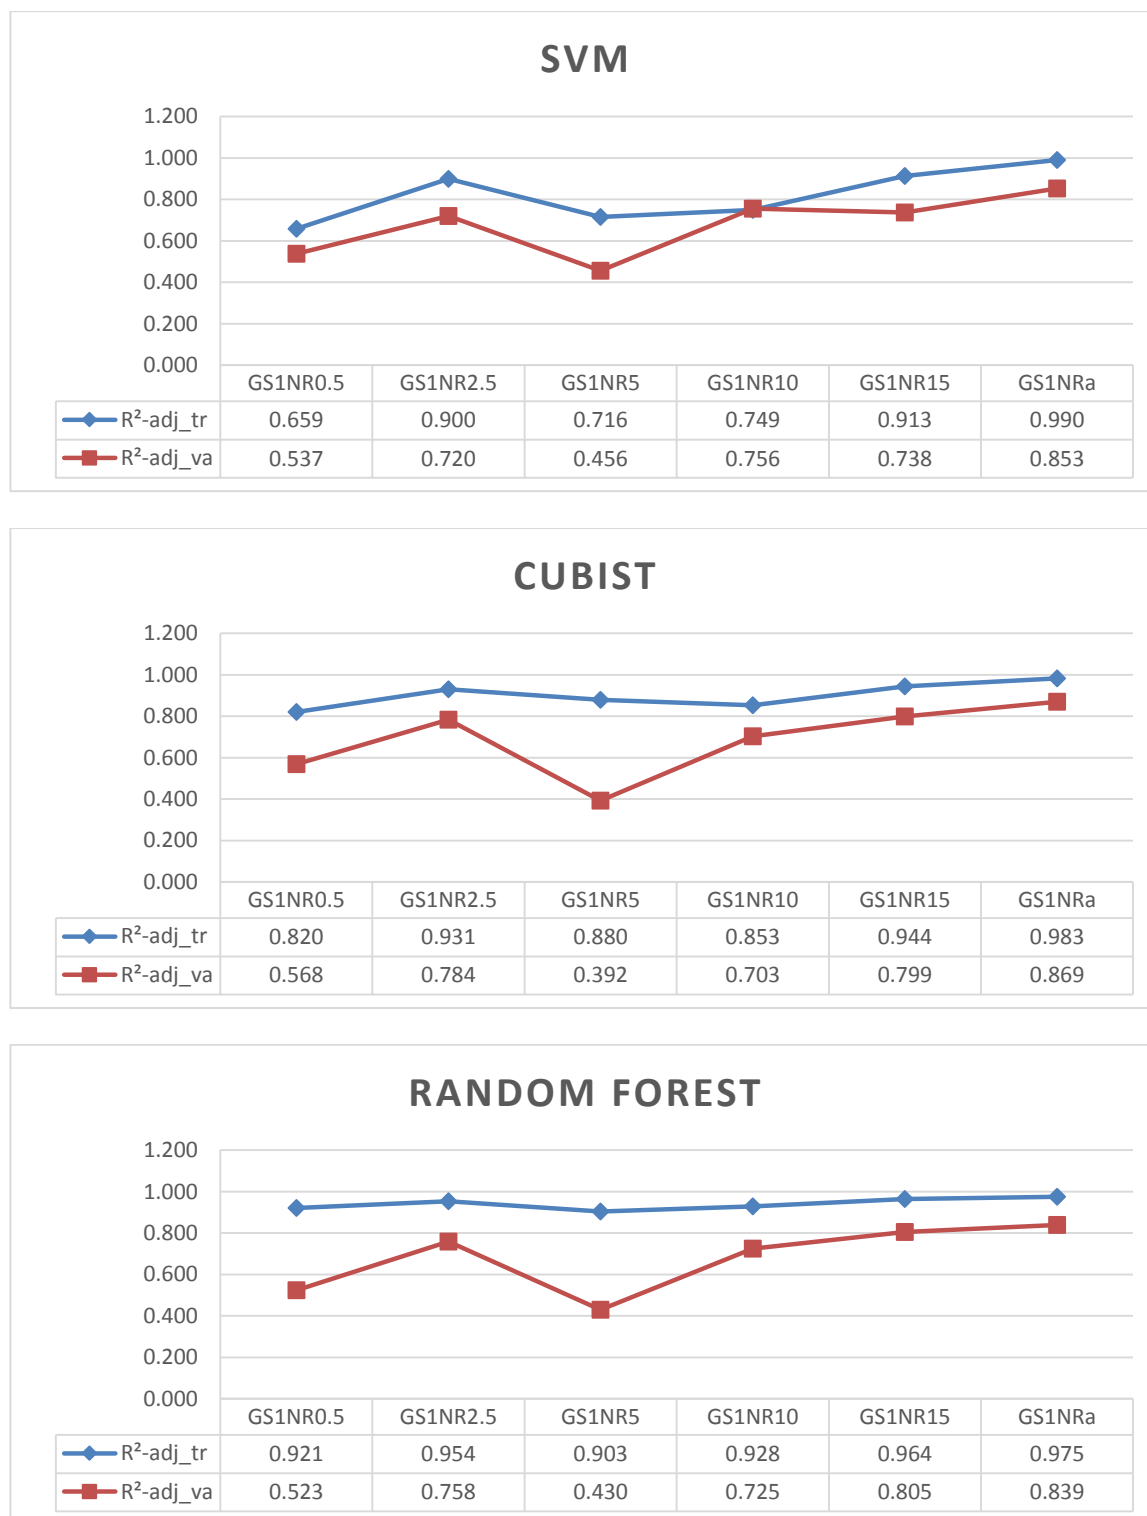 SVM
1.200
1.000
0.800
0.600
0.400
0.200
0.000
GS1NR0.5 GS1NR2.5 GS1NR5 GS1NR10 GS1NR15 GS1NRa
R²-adj_tr 0.659 0.900 0.716 0.749 0.913 0.990
R²-adj_va 0.537 0.720 0.456 0.756 0.738 0.853
CUBIST
1.200
1.000
0.800
0.600
0.400
0.200
0.000
GS1NR0.5 GS1NR2.5 GS1NR5 GS1NR10 GS1NR15 GS1NRa
R²-adj_tr 0.820 0.931 0.880 0.853 0.944 0.983
R²-adj_va 0.568 0.784 0.392 0.703 0.799 0.869
RANDOM FOREST
1.200
1.000
0.800
0.600
0.400
0.200
0.000
GS1NR0.5 GS1NR2.5 GS1NR5 GS1NR10 GS1NR15 GS1NRa
R²-adj_tr 0.921 0.954 0.903 0.928 0.964 0.975
R²-adj_va 0.523 0.758 0.430 0.725 0.805 0.839